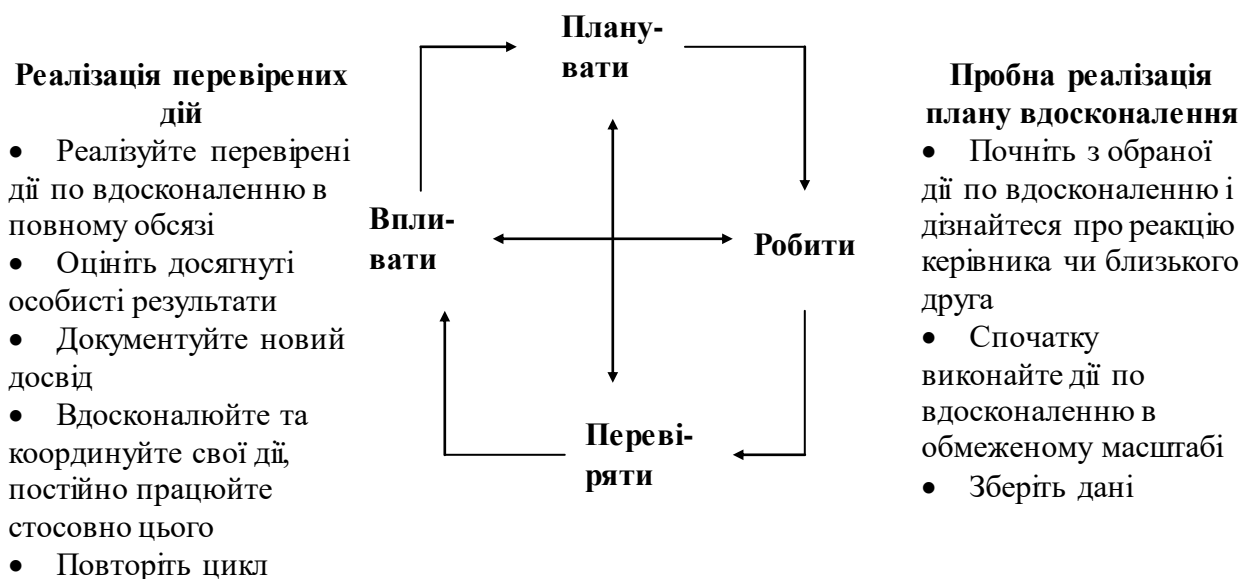 Плану-
вати
Реалізація перевірених
дій
• Реалізуйте перевірені
дії по вдосконаленню в
повному обсязі
• Оцініть досягнуті
особисті результати
• Документуйте новий
досвід
• Вдосконалюйте та
координуйте свої дії,
постійно працюйте
стосовно цього
• Повторіть цикл
Впли-
вати
Робити
Переві-
ряти
Пробна реалізація
плану вдосконалення
• Почніть з обраної
дії по вдосконаленню і
дізнайтеся про реакцію
керівника чи близького
друга
• Спочатку
виконайте дії по
вдосконаленню в
обмеженому масштабі
• Зберіть дані